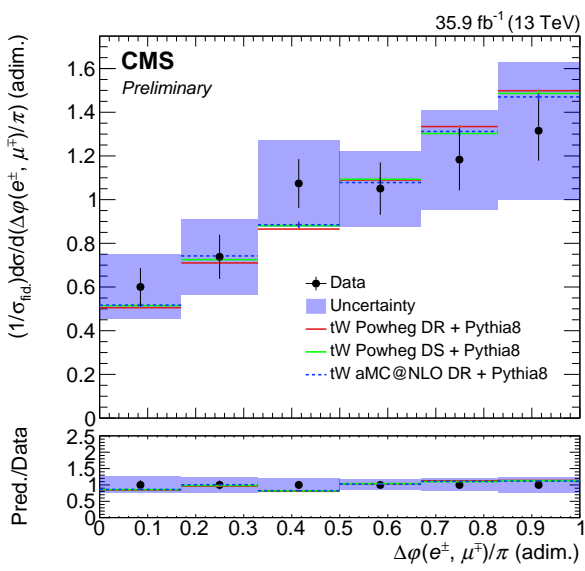 35.9 fb⁻¹ (13 TeV)
CMS
Preliminary
(1/σ_fid.)dσ/d(Δφ(e±, μ∓)/π) (adim.)
1.6
1.4
1.2
1
0.8
0.6
0.4
0.2
0
Data
Uncertainty
tW Powheg DR + Pythia8
tW Powheg DS + Pythia8
tW aMC@NLO DR + Pythia8
Pred./Data
2.5
2
1.5
1
0.5
0
0 0.1 0.2 0.3 0.4 0.5 0.6 0.7 0.8 0.9 1
Δφ(e±, μ∓)/π (adim.)